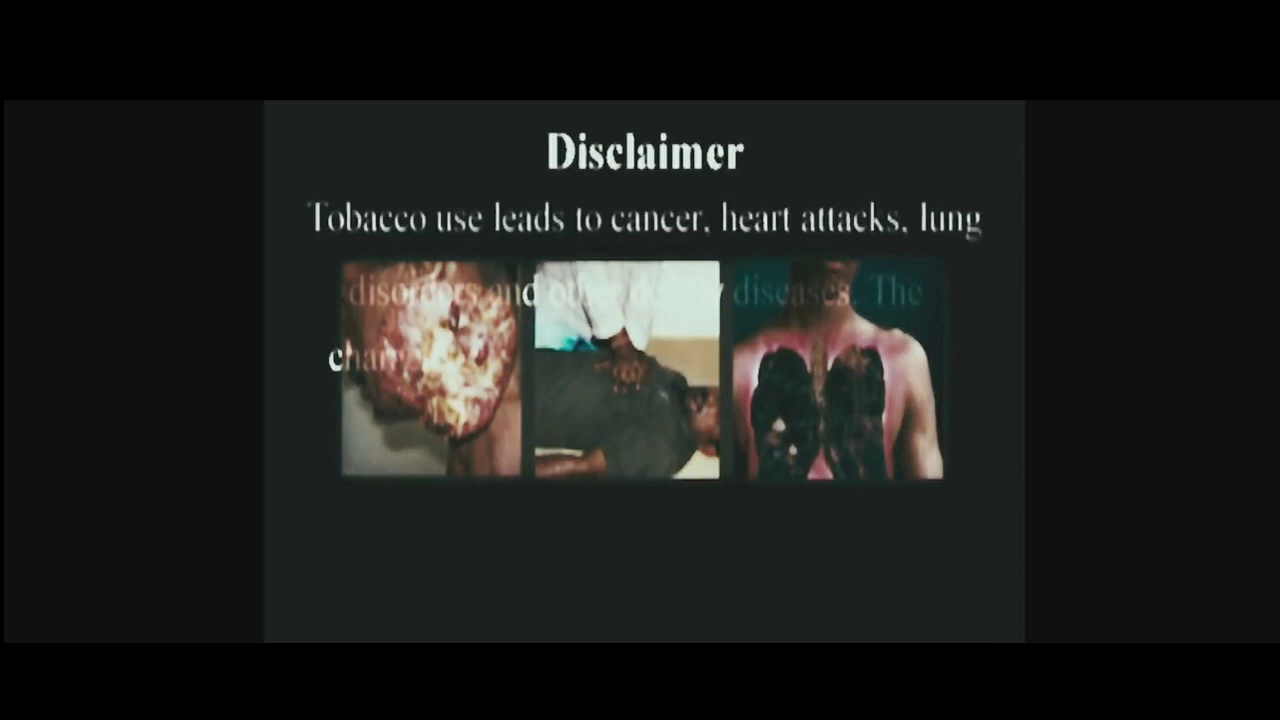 Disclaimer
Tobacco use leads to cancer, heart attacks, lung
disorders and other deadly diseases. The